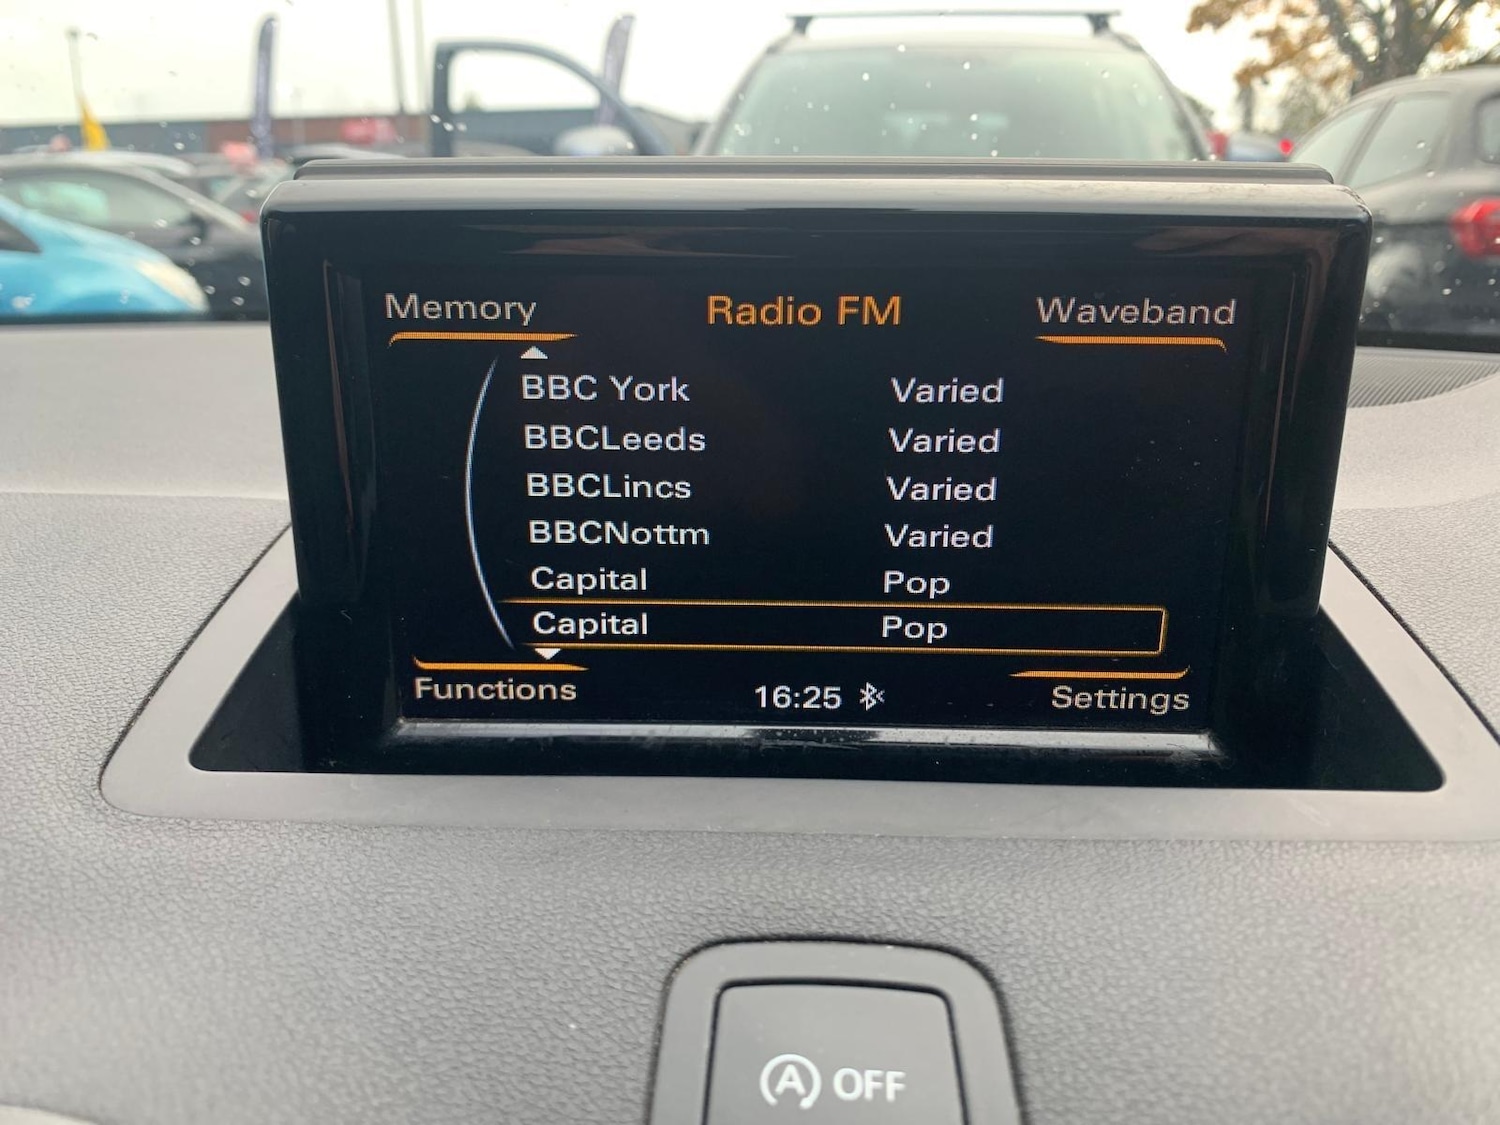 Memory Radio FM Waveband
BBC York Varied
BBCLeeds Varied
BBCLincs Varied
BBCNottm Varied
Capital Pop
Capital Pop
Functions 16:25 Settings
A OFF